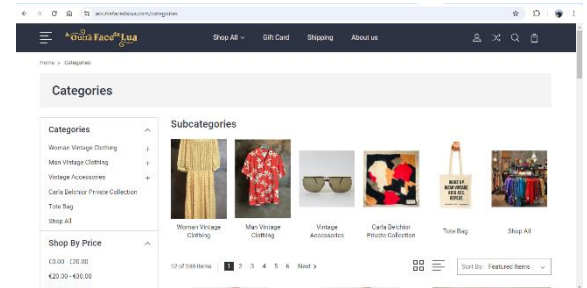 aoutrafacedalua.com/categories
A Outra Face da Lua
Shop All
Gift Card
Shipping
About us
Home > Categories
Categories
Categories
Woman Vintage Clothing +
Man Vintage Clothing +
Vintage Accessories +
Carla Belchior Private Collection
Tote Bag
Shop All
Shop By Price
€0.00 - €20.00
€20.00 - €30.00
Subcategories
Woman Vintage
Clothing
Man Vintage
Clothing
Vintage
Accessories
Carla Belchior
Private Collection
Tote Bag
Shop All
12 of 249 Items
1 2 3 4 5 6 Next >
Sort By: Featured Items